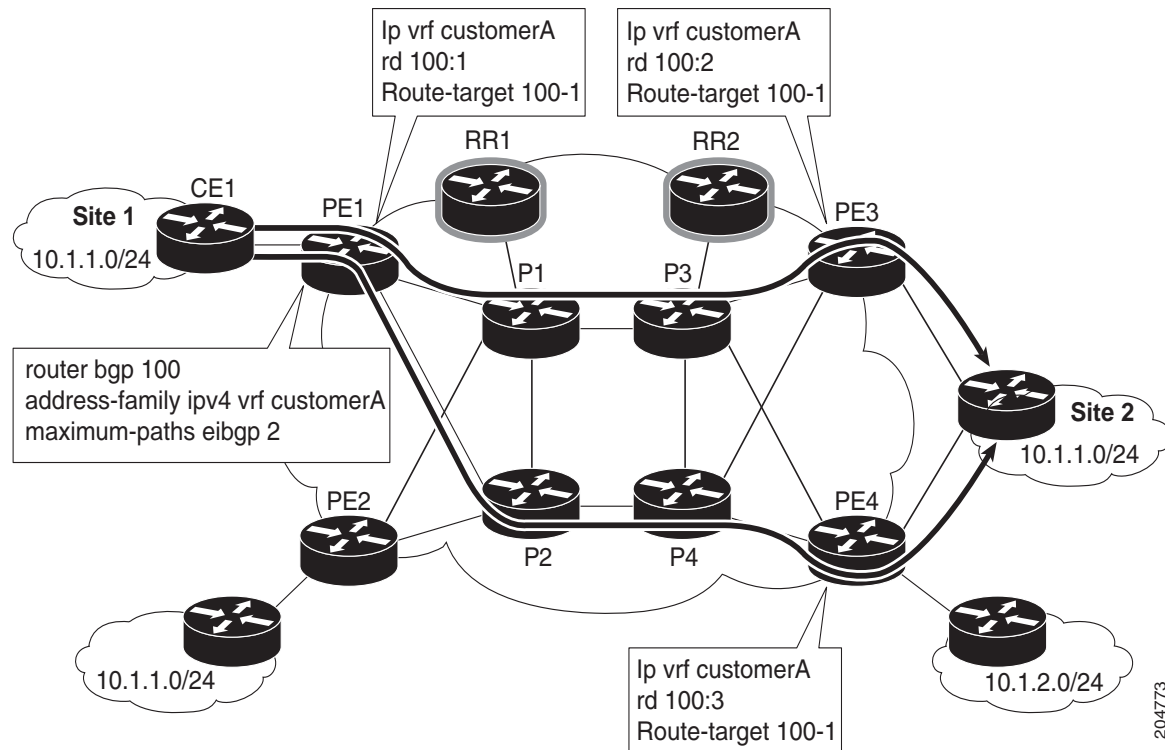 Ip vrf customerA
rd 100:1
Route-target 100-1
Ip vrf customerA
rd 100:2
Route-target 100-1
RR1
RR2
CE1
Site 1
10.1.1.0/24
PE1
PE3
P1
P3
router bgp 100
address-family ipv4 vrf customerA
maximum-paths eibgp 2
Site 2
10.1.1.0/24
PE2
P2
P4
PE4
10.1.1.0/24
Ip vrf customerA
rd 100:3
Route-target 100-1
10.1.2.0/24
204773